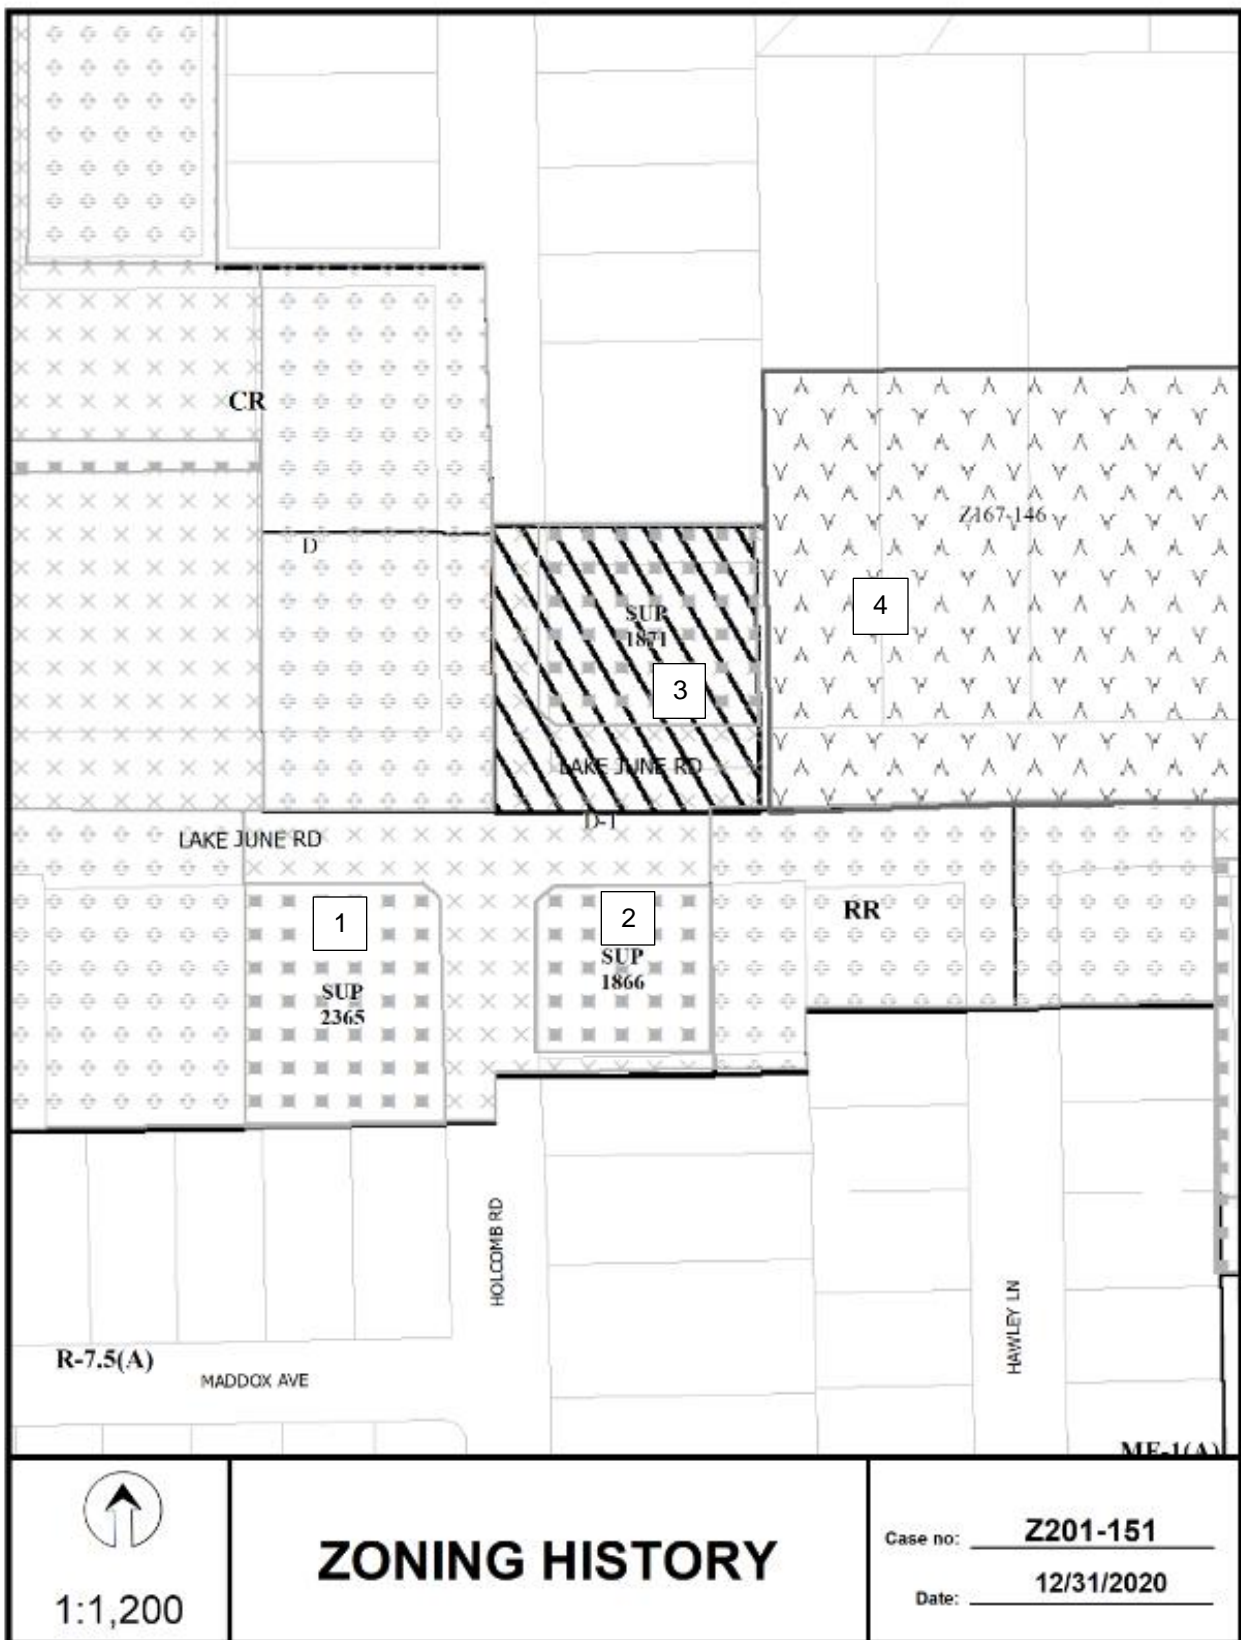 CR
Z167-146
D
4
SUP
1871
3
LAKE JUNE RD
D-1
LAKE JUNE RD
1
2
RR
SUP
1866
SUP
2365
HOLCOMB RD
HAWLEY LN
R-7.5(A)
MADDOX AVE
MF-1(A)
1:1,200
ZONING HISTORY
Case no: Z201-151
Date: 12/31/2020